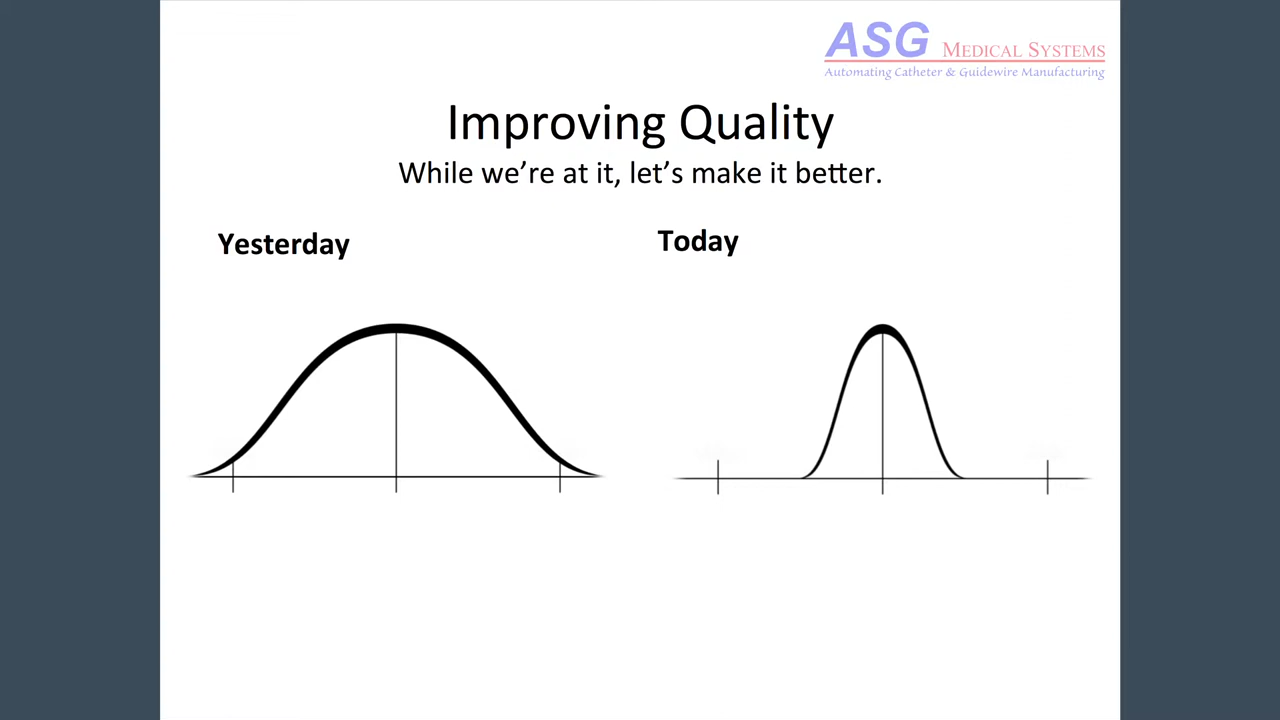 ASG MEDICAL SYSTEMS
Automating Catheter & Guidewire Manufacturing
Improving Quality
While we’re at it, let’s make it better.
Yesterday
Today